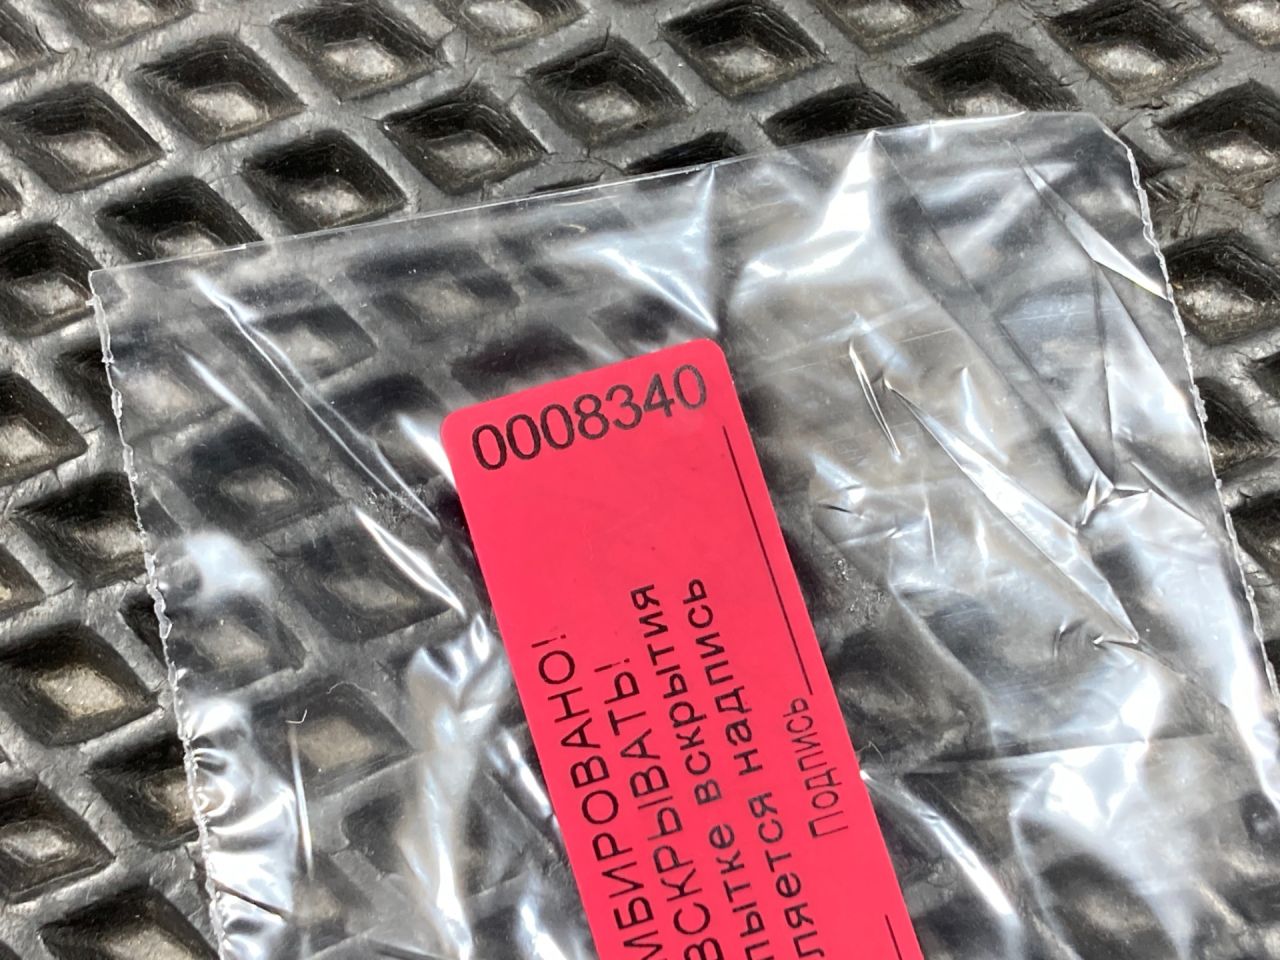 0008340
МБИРОВАНО!
ВСКРЫВАТЬ!
ПЫТКЕ ВСКРЫТИЯ
ЛЯЕТСЯ НАДПИСЬ
Подпись